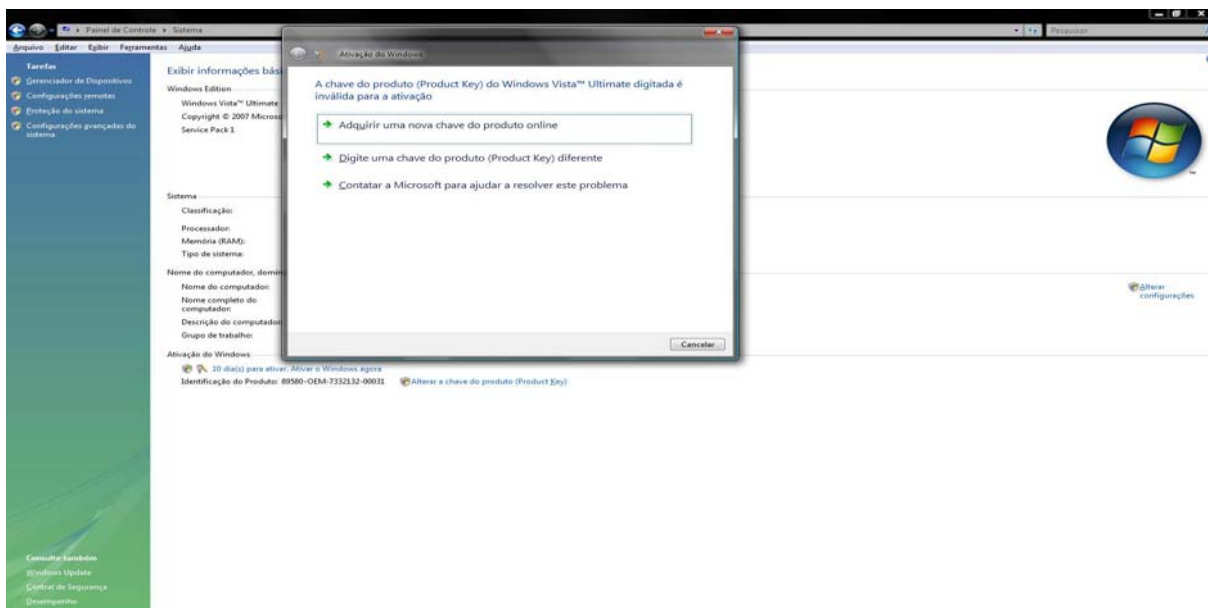 Painel de Controle ▸ Sistema
Pesquisar
Arquivo Editar Exibir Ferramentas Ajuda
Tarefas
Gerenciador de Dispositivos
Configurações remotas
Proteção do sistema
Configurações avançadas do
sistema
Exibir informações bási
Windows Edition
Windows Vista™ Ultimate
Copyright © 2007 Microso
Service Pack 1
Sistema
Classificação:
Processador:
Memória (RAM):
Tipo de sistema:
Nome do computador, domín
Nome do computador:
Nome completo do
computador:
Descrição do computador
Grupo de trabalho:
Alterar
configurações
Ativação do Windows
10 dia(s) para ativar. Ativar o Windows agora
Identificação do Produto: 89580-OEM-7332132-00031
Alterar a chave do produto (Product Key)
Ativação do Windows
A chave do produto (Product Key) do Windows Vista™ Ultimate digitada é
inválida para a ativação
Adquirir uma nova chave do produto online
Digite uma chave do produto (Product Key) diferente
Contatar a Microsoft para ajudar a resolver este problema
Cancelar
Consulte também
Windows Update
Central de Segurança
Desempenho